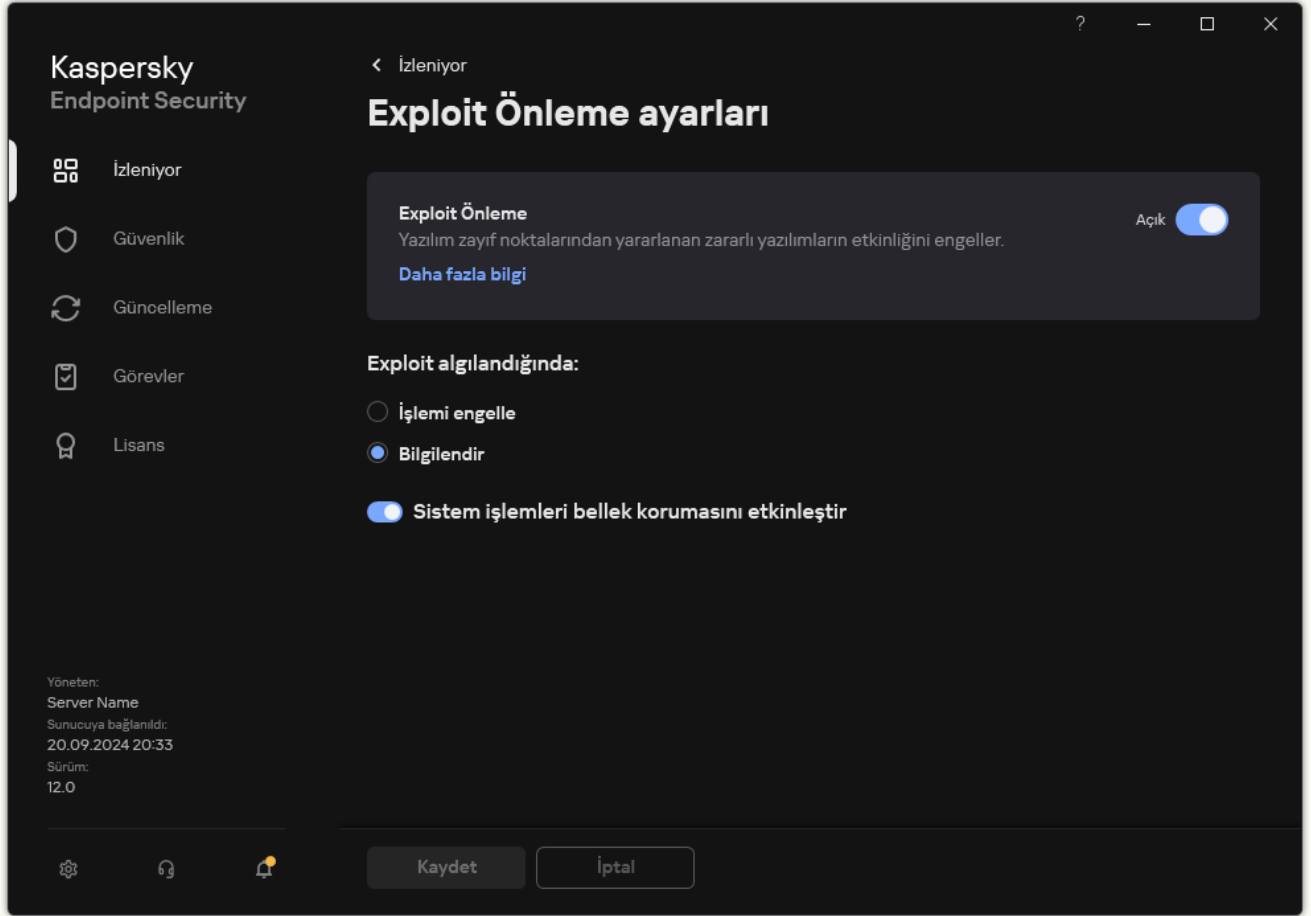 ?
Kaspersky
Endpoint Security
İzleniyor
Güvenlik
Güncelleme
Görevler
Lisans
Yöneten:
Server Name
Sunucuya bağlanıldı:
20.09.2024 20:33
Sürüm:
12.0
İzleniyor
Exploit Önleme ayarları
Exploit Önleme
Açık
Yazılım zayıf noktalarından yararlanan zararlı yazılımların etkinliğini engeller.
Daha fazla bilgi
Exploit algılandığında:
İşlemi engelle
Bilgilendir
Sistem işlemleri bellek korumasını etkinleştir
Kaydet
İptal